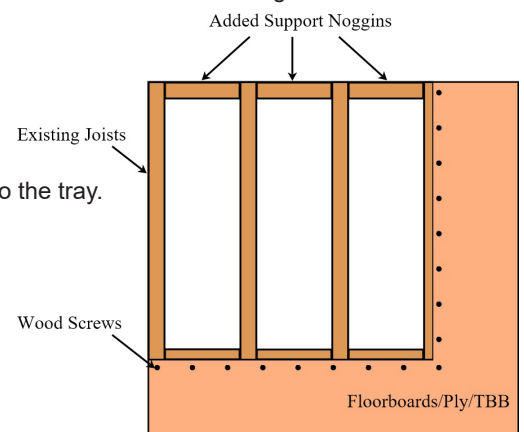 Added Support Noggins
Existing Joists
o the tray.
Wood Screws
Floorboards/Ply/TBB